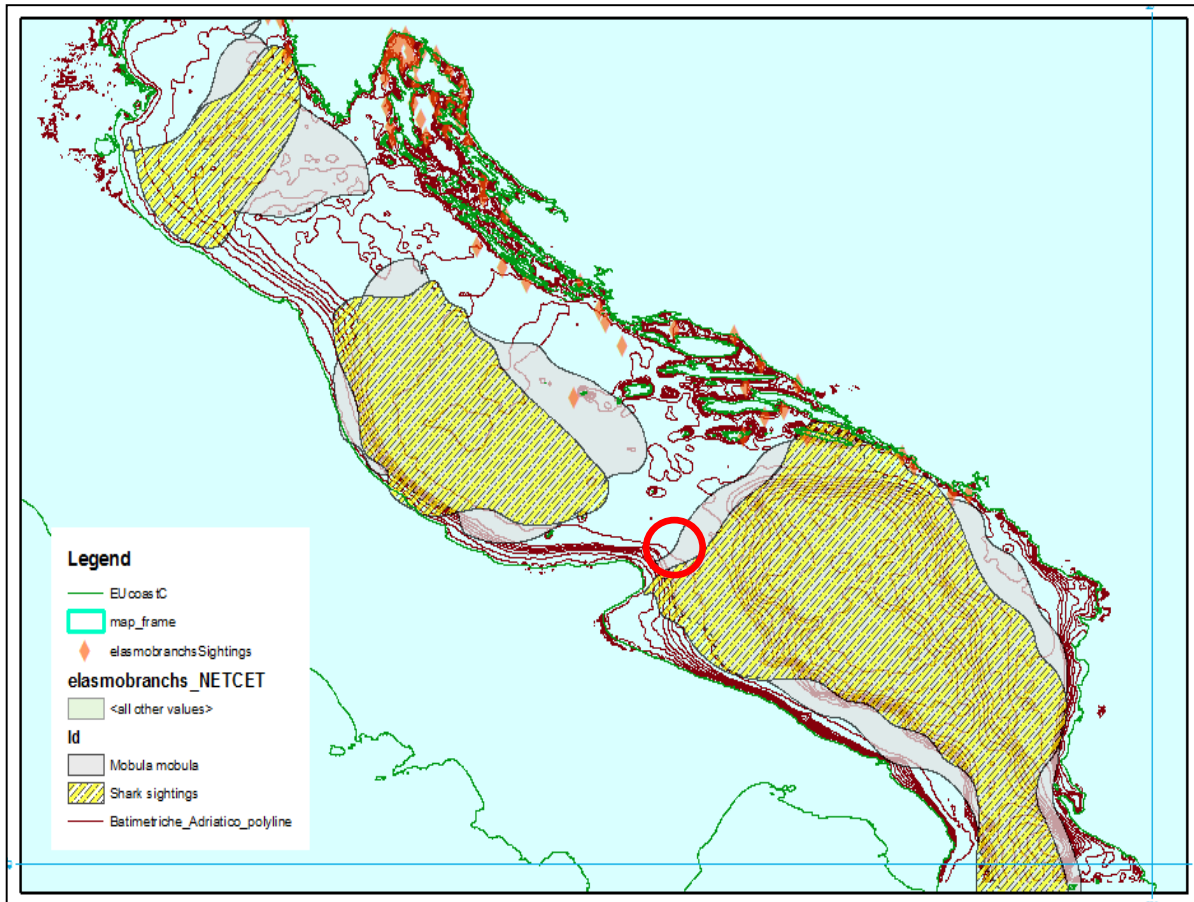 Legend
EUcoastC
map_frame
elasmobranchsSightings
elasmobranchs_NETCET
<all other values>
Id
Mobula mobula
Shark sightings
Batimetriche_Adriatico_polyline